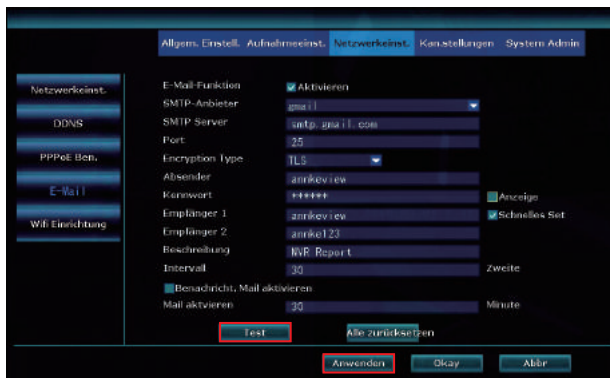 Allgem. Einstell. Aufnahmeeinst. Netzwerkeinst. Kan.stellungen System Admin
Netzwerkeinst.
DDNS
PPPoE Ben.
E-Mail
Wifi Einrichtung
E-Mail-Funktion Aktivieren
SMTP-Anbieter gmail
SMTP Server smtp.gmail.com
Port 25
Encryption Type TLS
Absender annkeview
Kennwort ****** Anzeige
Empfänger 1 annkeview Schnelles Set
Empfänger 2 annke123
Beschreibung NVR Report
Intervall 30 Zweite
Benachricht. Mail aktivieren
Mail aktvieren 30 Minute
Test Alle zurücksetzen
Anwenden Okay Abbr